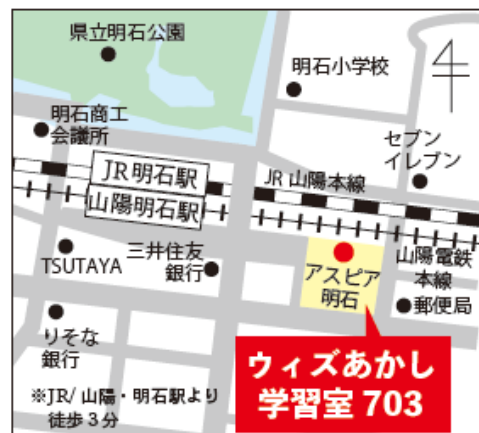 県立明石公園
明石小学校
明石商工
会議所
セブン
イレブン
JR明石駅
JR 山陽本線
山陽明石駅
TSUTAYA
三井住友
銀行
アスピア
明石
山陽電鉄
本線
郵便局
りそな
銀行
ウィズあかし
学習室 703
※JR/ 山陽・明石駅より
徒歩 3 分